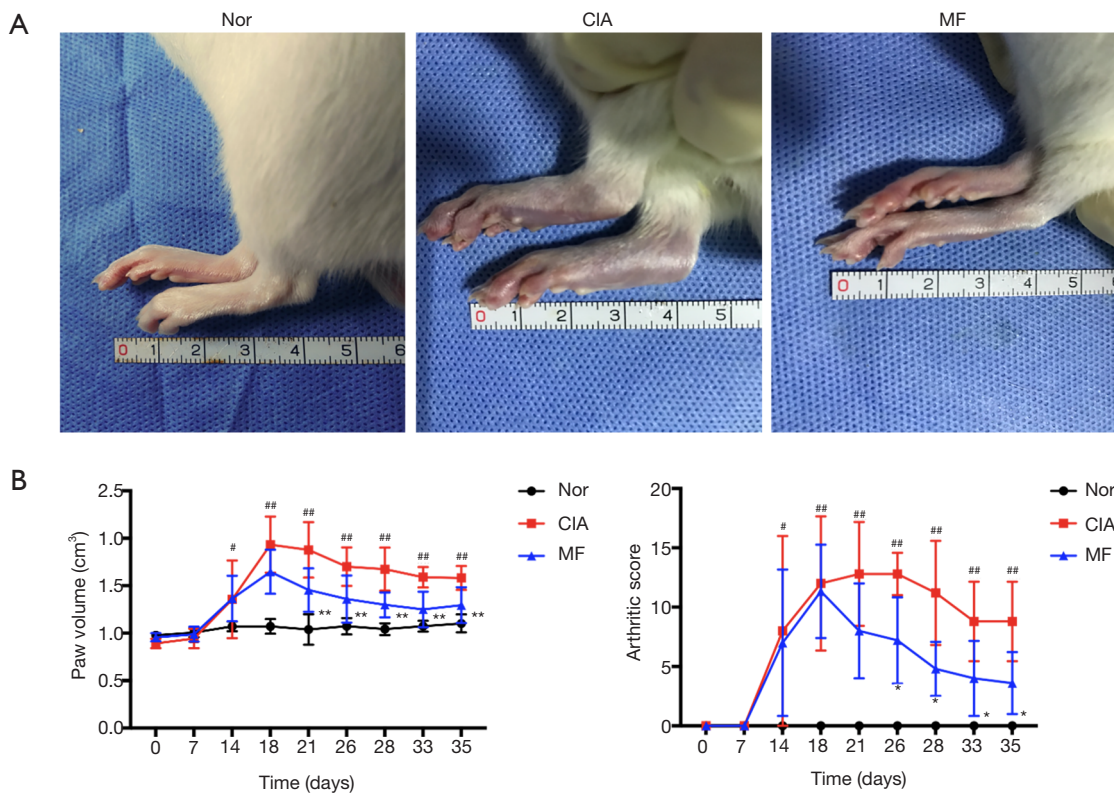 A
Nor
CIA
MF
0 1 2 3 4 5 6
0 1 2 3 4 5
0 1 2 3 4 5 6
B
Paw volume (cm³)
2.5
1.0
1.5
1.0
0.5
0.0
# ## ## ## ## ## ##
** ** ** ** **
0 7 14 18 21 26 28 33 35
Time (days)
Nor
CIA
MF
Arthritic score
20
15
10
5
0
# ## ## ## ## ## ##
* * * *
0 7 14 18 21 26 28 33 35
Time (days)
Nor
CIA
MF